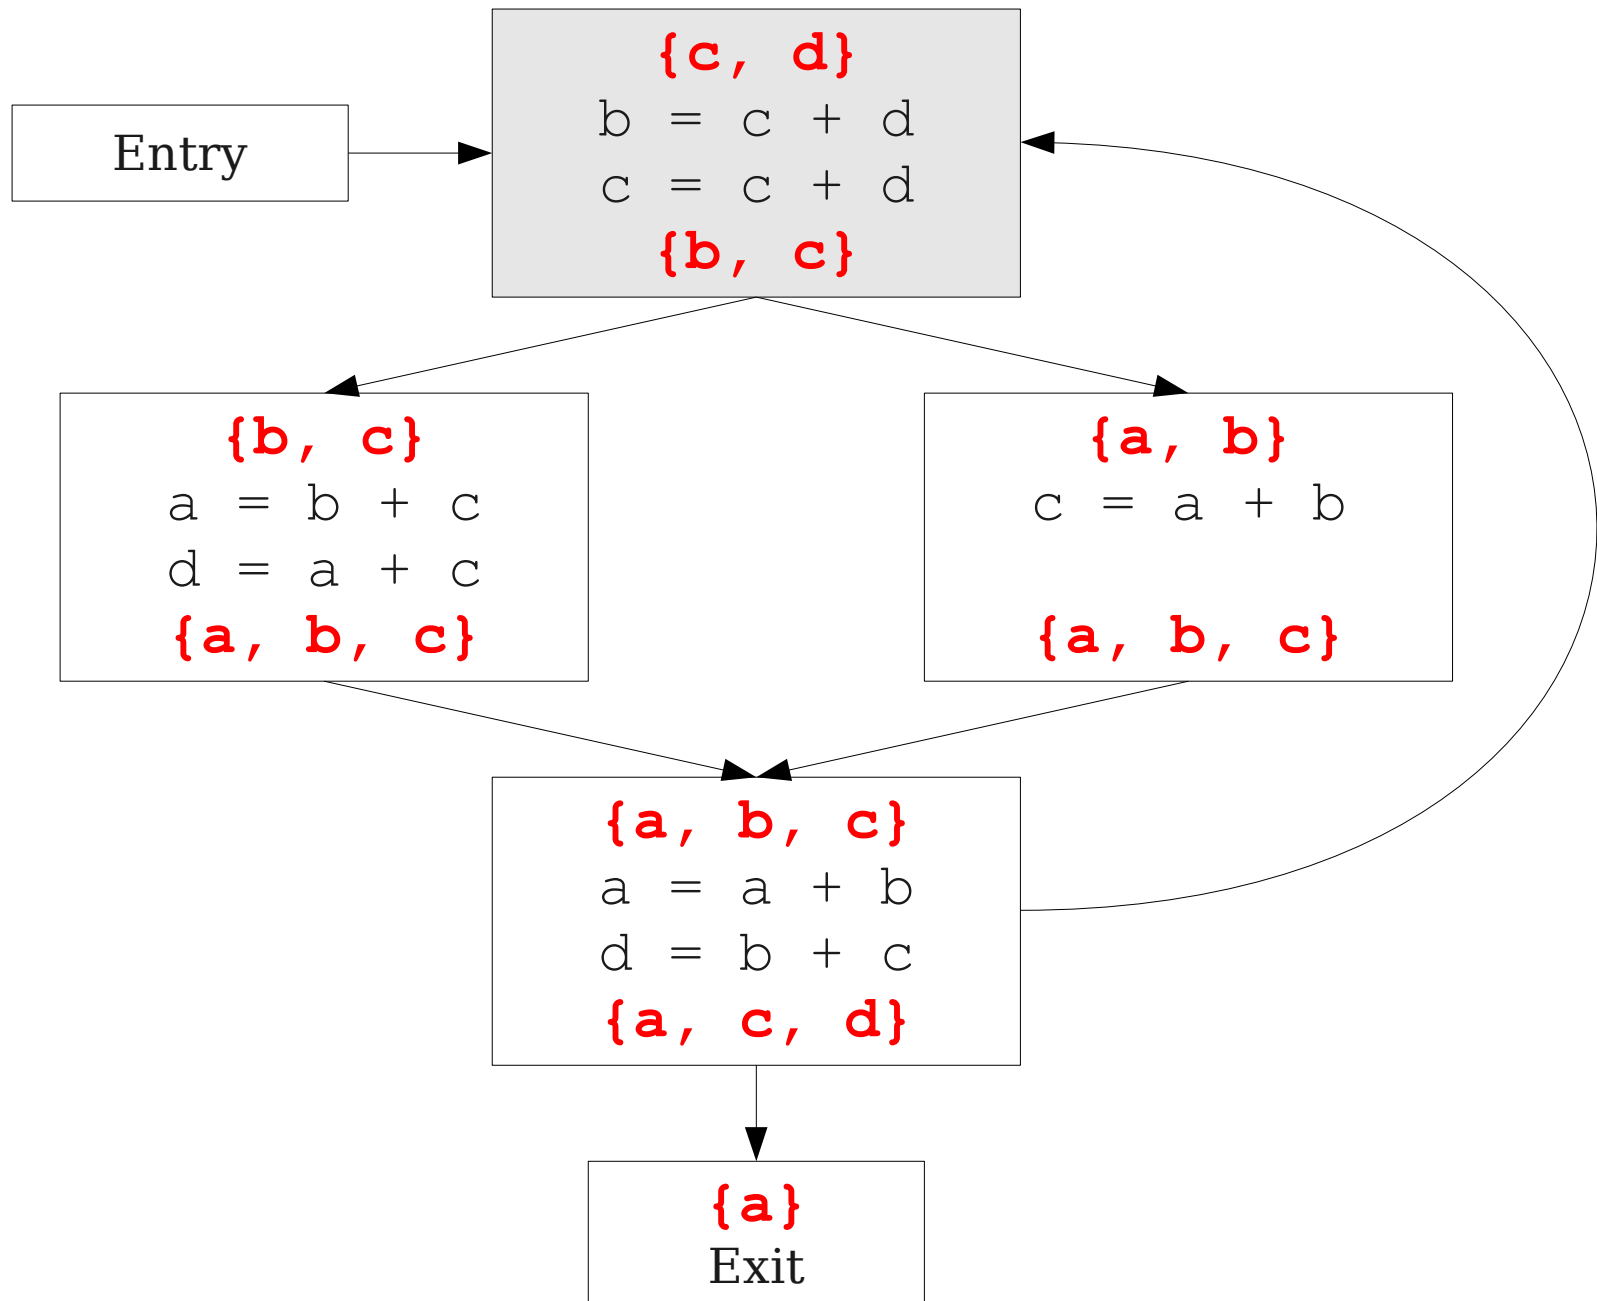 Entry
{c, d}
b = c + d
c = c + d
{b, c}
{b, c}
a = b + c
d = a + c
{a, b, c}
{a, b}
c = a + b
{a, b, c}
{a, b, c}
a = a + b
d = b + c
{a, c, d}
{a}
Exit